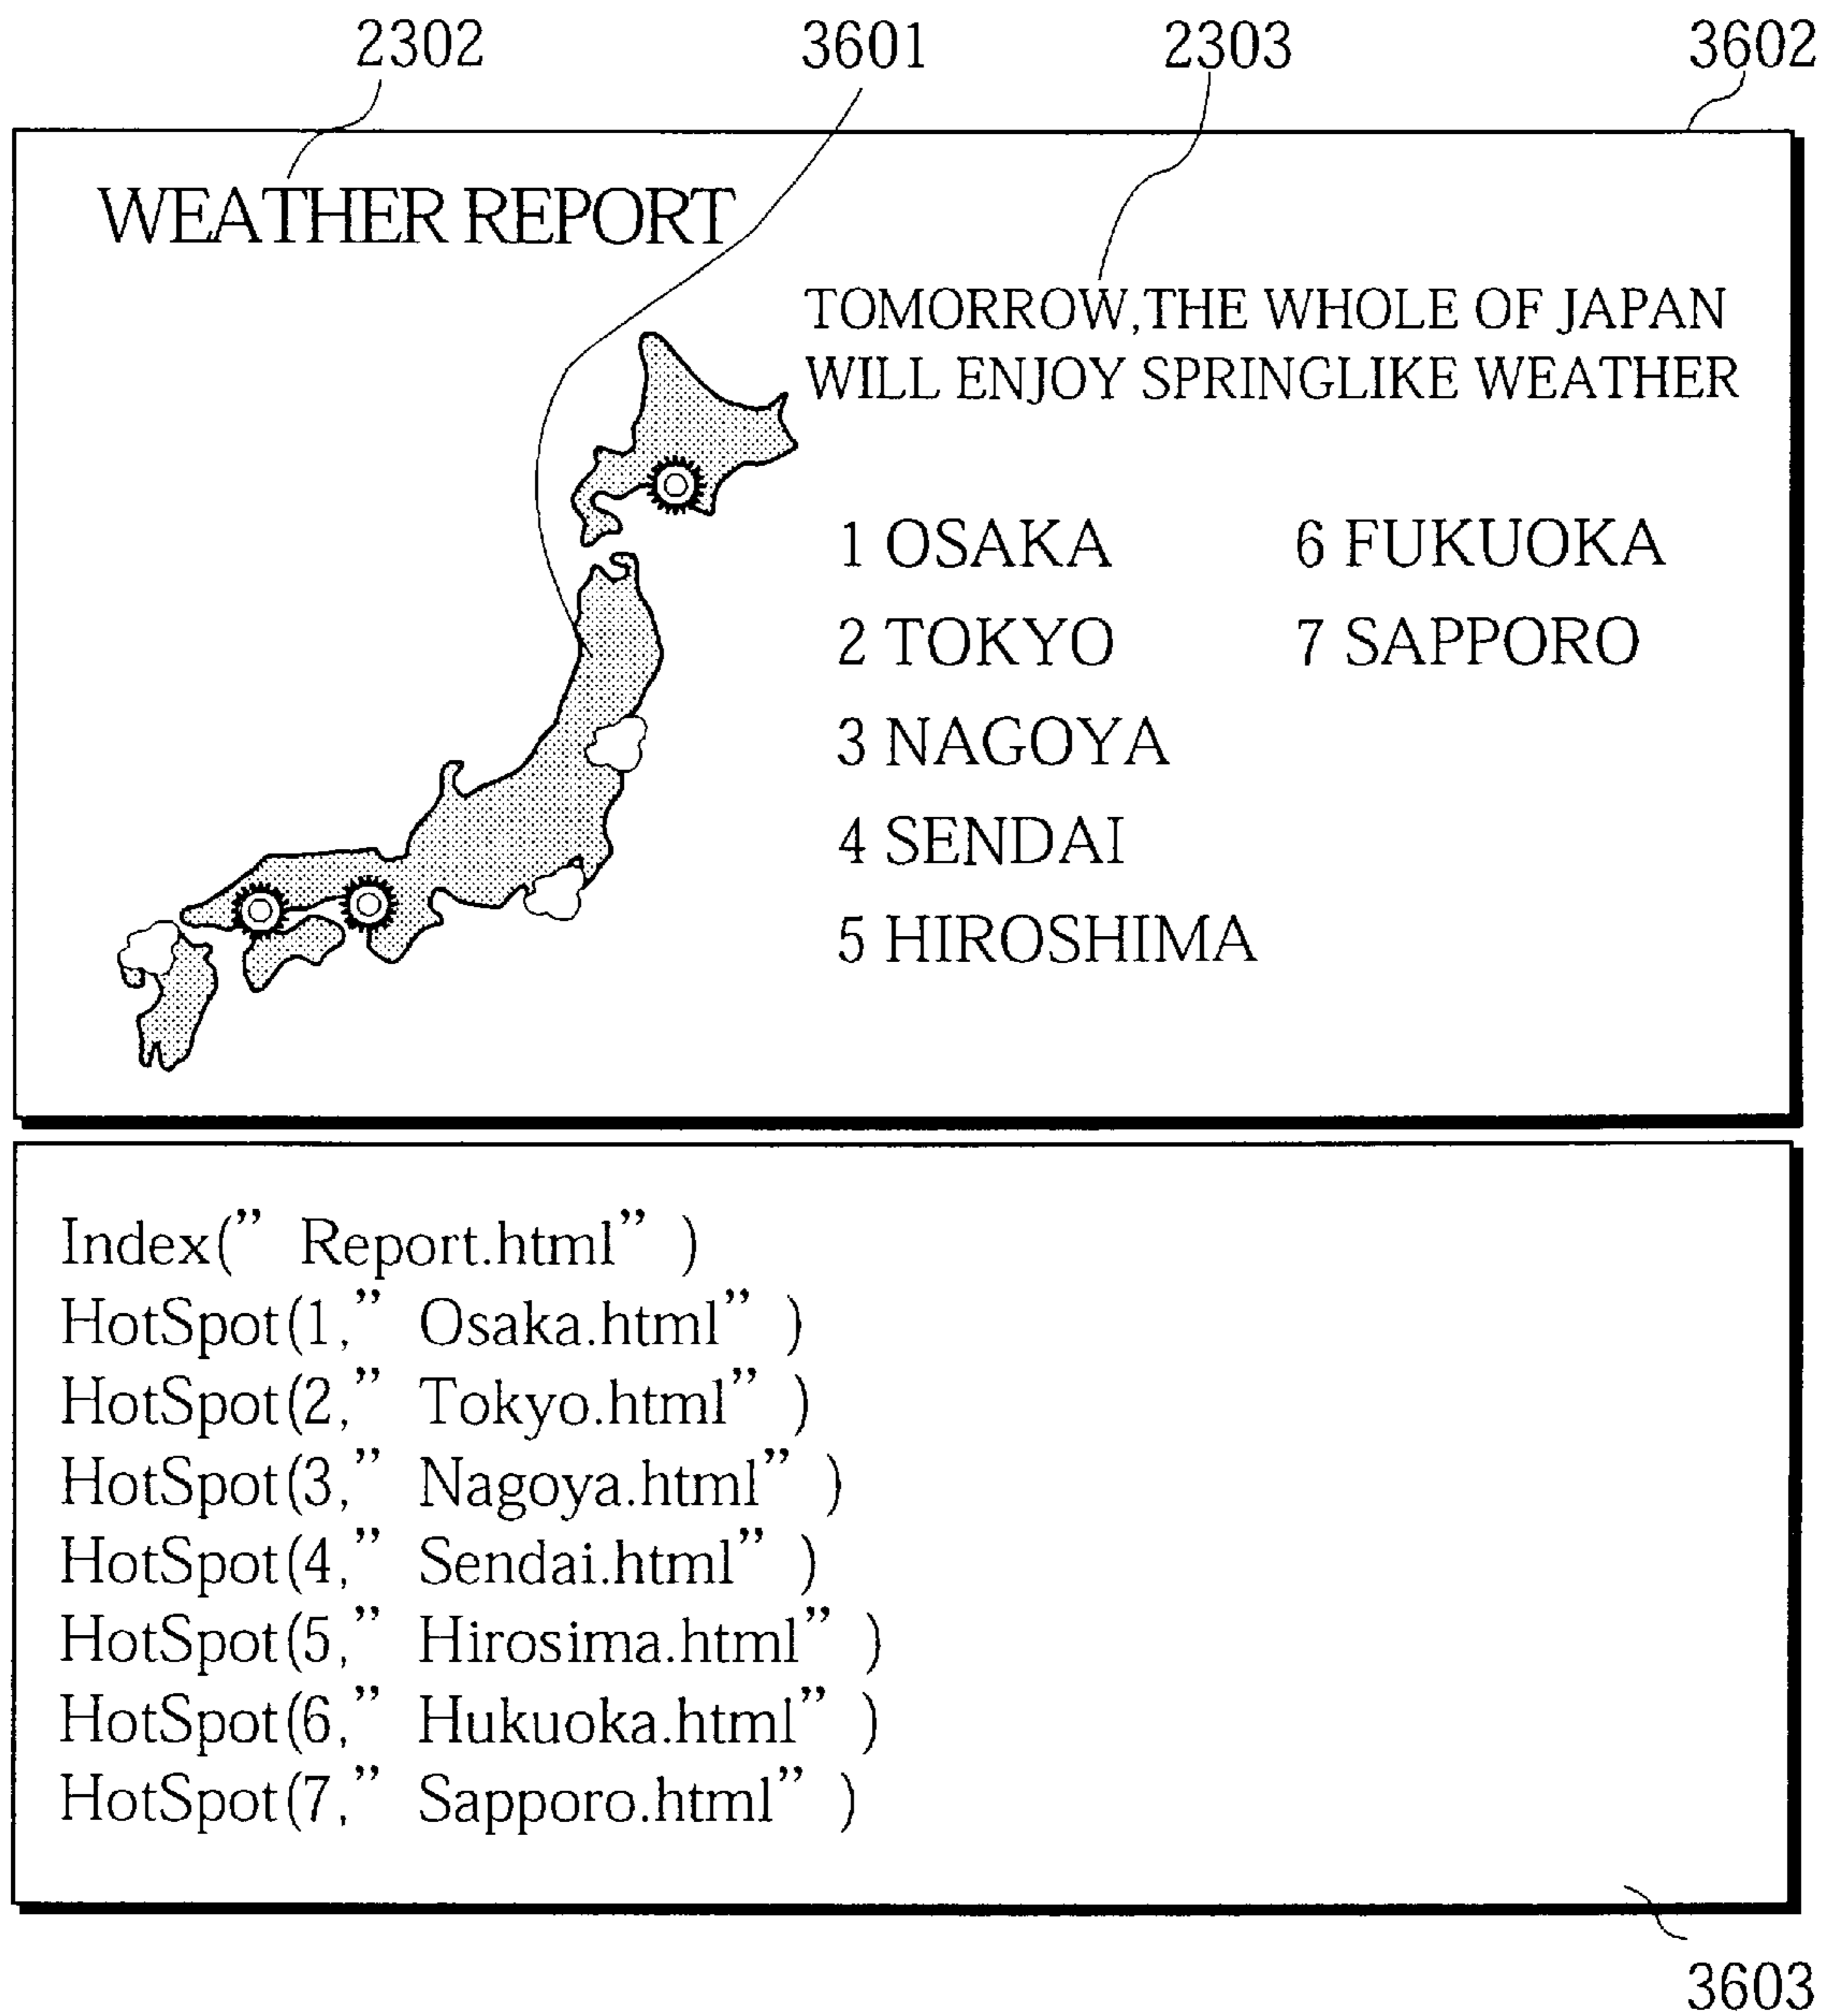 2302 3601 2303 3602
WEATHER REPORT
TOMORROW,THE WHOLE OF JAPAN
WILL ENJOY SPRINGLIKE WEATHER
1 OSAKA 6 FUKUOKA
2 TOKYO 7 SAPPORO
3 NAGOYA
4 SENDAI
5 HIROSHIMA
Index(” Report.html” )
HotSpot(1,” Osaka.html” )
HotSpot(2,” Tokyo.html” )
HotSpot(3,” Nagoya.html” )
HotSpot(4,” Sendai.html” )
HotSpot(5,” Hirosima.html” )
HotSpot(6,” Hukuoka.html” )
HotSpot(7,” Sapporo.html” )
3603